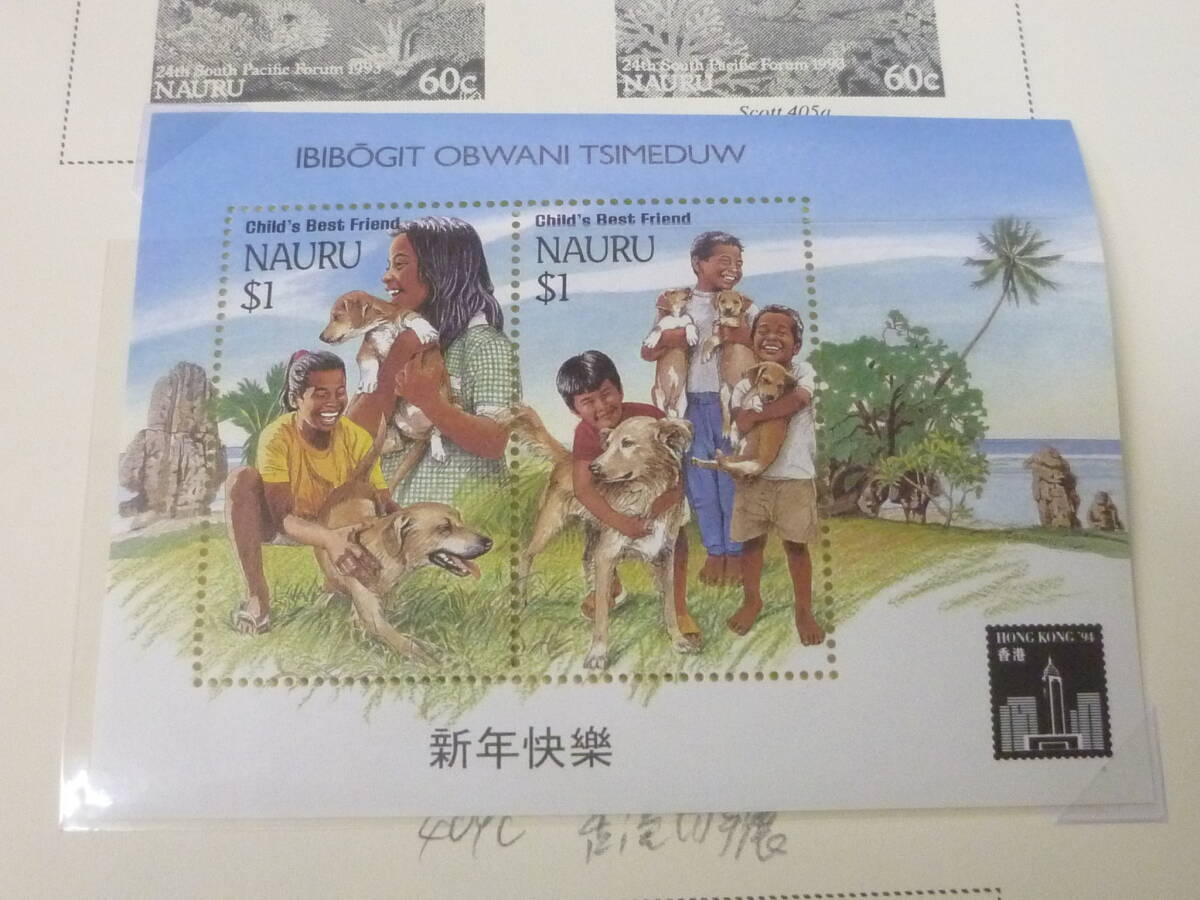 24th South Pacific Forum 1993
NAURU 60c
24th South Pacific Forum 1993
NAURU 60c
Scott 405a
IBIBŌGIT OBWANI TSIMEDUW
Child's Best Friend
NAURU
$1
Child's Best Friend
NAURU
$1
HONG KONG '94
香港
新年快樂
409C